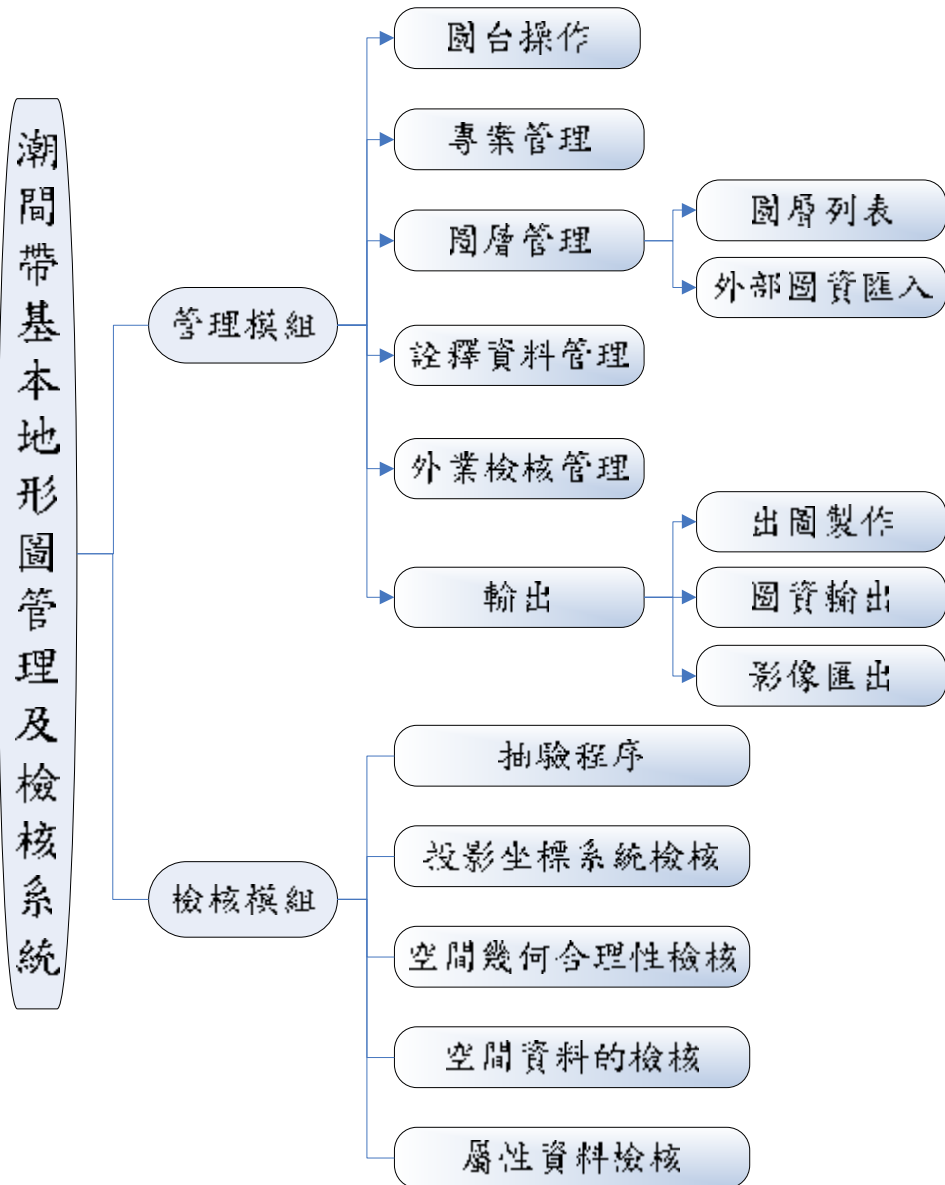 潮間帶基本地形圖管理及檢核系統
管理模組
圖台操作
專案管理
圖層管理
圖層列表
外部圖資匯入
詮釋資料管理
外業檢核管理
輸出
出圖製作
圖資輸出
影像匯出
檢核模組
抽驗程序
投影坐標系統檢核
空間幾何合理性檢核
空間資料的檢核
屬性資料檢核